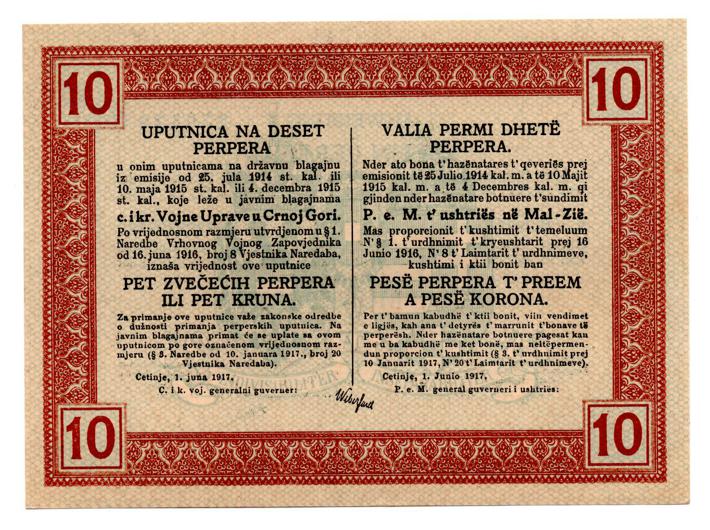 10
10
UPUTNICA NA DESET
PERPERA
u onim uputnicama na državnu blagajnu
iz emisije od 25. jula 1914 st. kal. ili
10. maja 1915 st. kal. ili 4. decembra 1915
st. kal., koje leže u javnim blagajnama
c. i kr. Vojne Uprave u Crnoj Gori.
Po vrijednosnom razmjeru utvrdjenom u § 1.
Naredbe Vrhovnog Vojnog Zapovjednika
od 16. juna 1916, broj 8 Vjestnika Naredaba,
iznaša vrijednost ove uputnice
PET ZVEČEĆIH PERPERA
ILI PET KRUNA.
Za primanje ove uputnice važe zakonske odredbe
o dužnosti primanja perperskih uputnica. Na
javnim blagajnama primat će se uplate sa ovom
uputnicom po gore označenom vrijednosnom raz-
mjeru (§ 3. Naredbe od 10. januara 1917., broj 20
Vjestnika Naredaba).
Cetinje, 1. juna 1917.
C. i k. voj. generalni guverner:
VALIA PERMI DHETË
PERPERA.
Nder ato bona t' hazënatares t' qeveriës prej
emisionit të 25 Julio 1914 kal. m. a të 10 Majit
1915 kal. m. a të 4 Decembres kal. m. qi
gjinden nder hazënatare botnuere t'sundimit
P. e. M. t' ushtriës në Mal-Zië.
Mas proporcionit t' kushtimit t' temeluum
N' § 1. t'urdhnimit t'kryeushtarit prej 16
Junio 1916, N' 8 t' Laimtarit t' urdhnimeve,
kushtimi i ktii bonit ban
PESË PERPERA T' PREEM
A PESË KORONA.
Per t' bamun kabudhë t' ktii bonit, viin vendimet
e ligjës, kah ana t' detyrës t' marrunit t'bonave të
perperësh. Nder hazënatare botnuere pagesat kan
me u ba kabudhë me ket bonë, mas neltëpermen-
dun proporcion t' kushtimit (§ 3. t' urdhnimit prej
10 Januarit 1917, N' 20 t' Laimtarit t' urdhnimeve).
Cetinje, 1. Junio 1917.
P. e M. general guverneri i ushtriës:
10
10